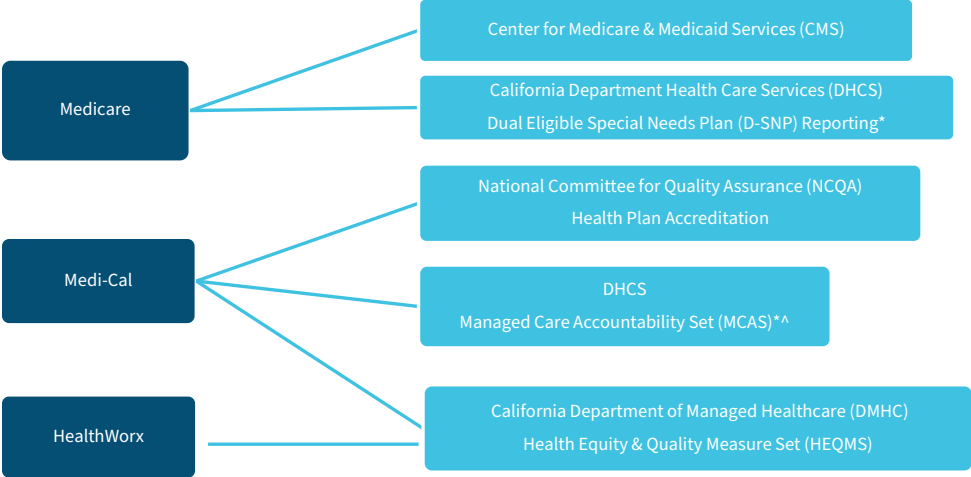 Center for Medicare & Medicaid Services (CMS)
Medicare
California Department Health Care Services (DHCS)
Dual Eligible Special Needs Plan (D-SNP) Reporting*
National Committee for Quality Assurance (NCQA)
Health Plan Accreditation
Medi-Cal
DHCS
Managed Care Accountability Set (MCAS)*^
HealthWorx
California Department of Managed Healthcare (DMHC)
Health Equity & Quality Measure Set (HEQMS)